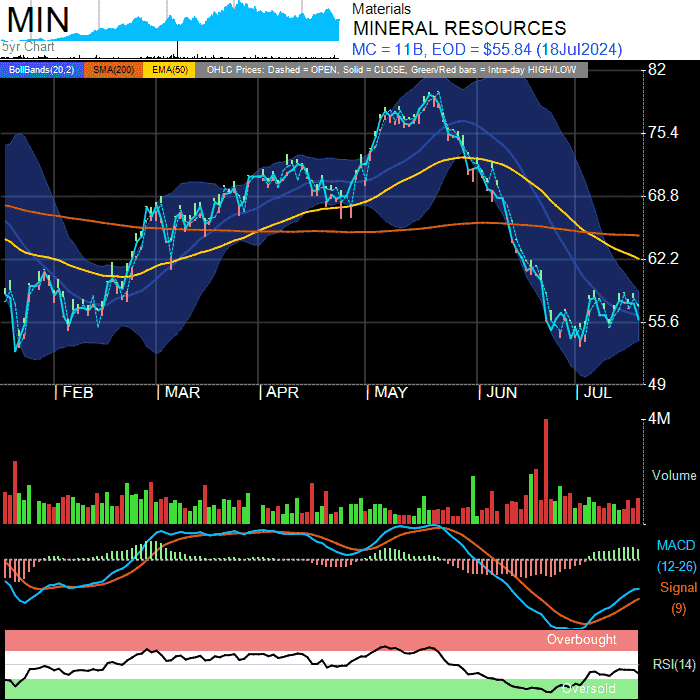 MIN
5yr Chart
Materials
MINERAL RESOURCES
MC = 11B, EOD = $55.84 (18Jul2024)
BollBands(20,2) SMA(200) EMA(50) OHLC Prices: Dashed = OPEN, Solid = CLOSE, Green/Red bars = Intra-day HIGH/LOW
82
75.4
68.8
62.2
55.6
49
| FEB | MAR | APR | MAY | JUN | JUL
4M
Volume
MACD
(12-26)
Signal
(9)
Overbought
RSI(14)
Oversold